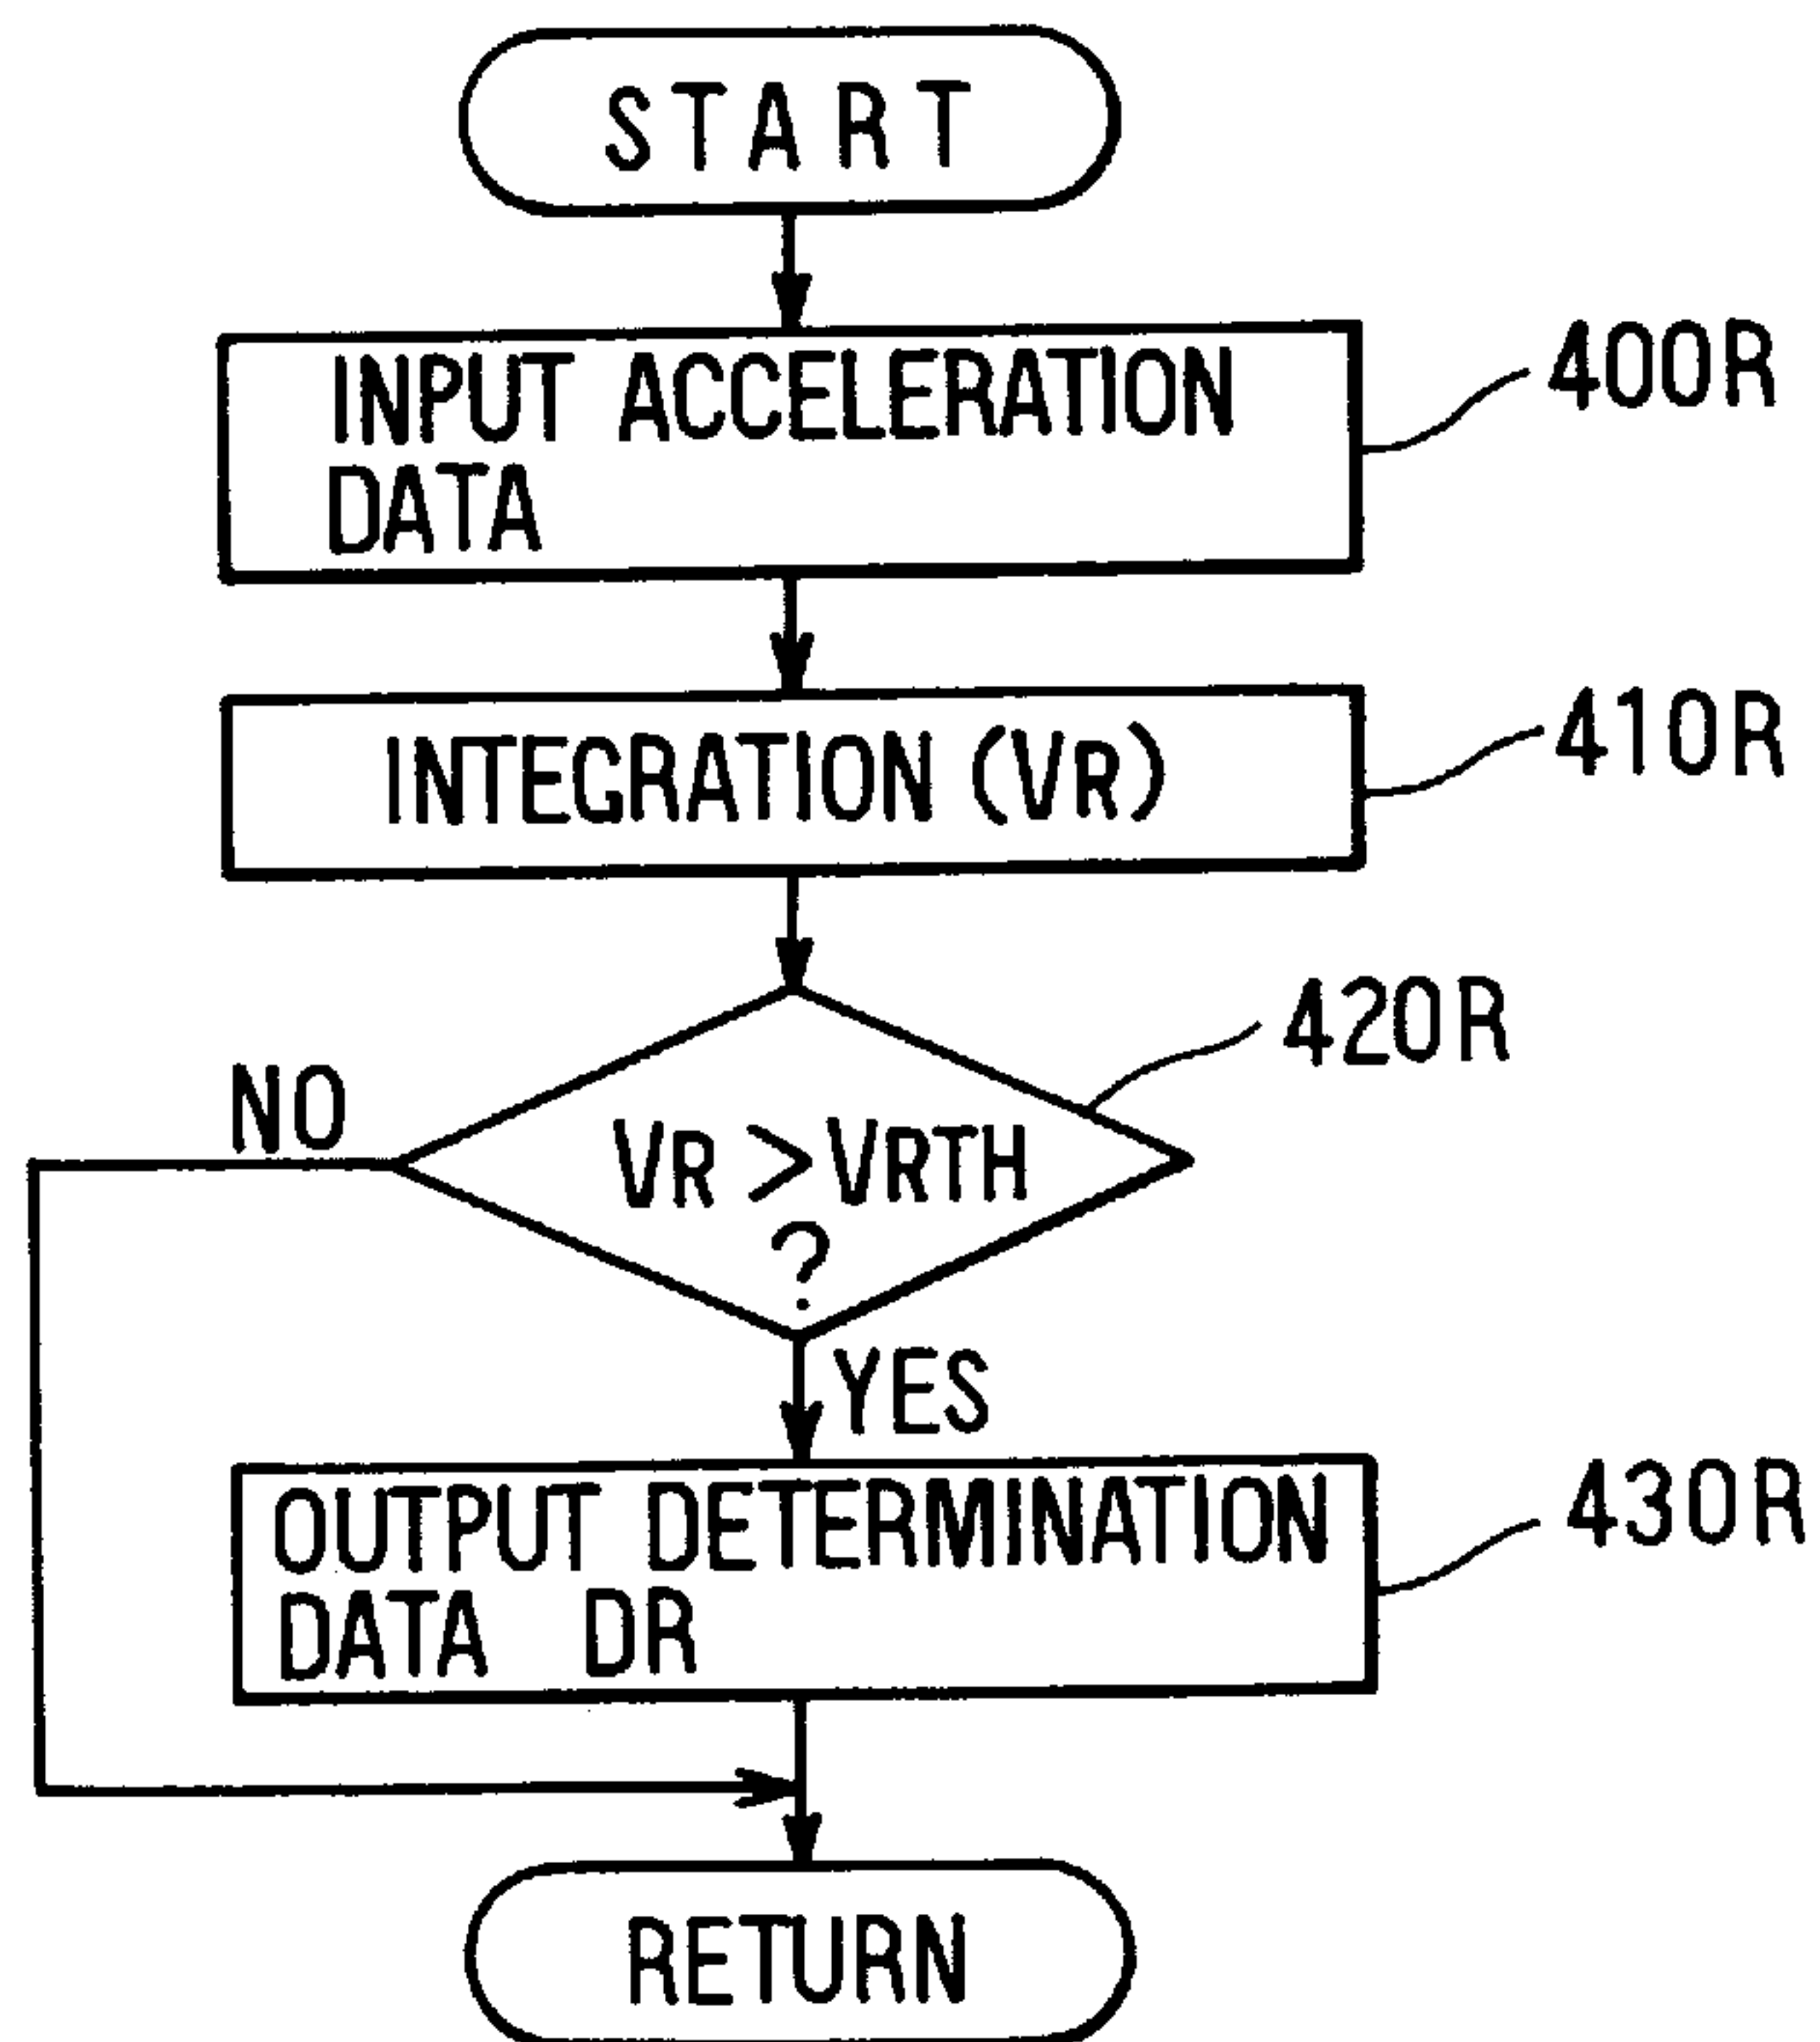 START
INPUT ACCELERATION
DATA
400R
INTEGRATION (VR)
410R
420R
NO
VR >VRTH
?
YES
OUTPUT DETERMINATION
DATA DR
430R
RETURN